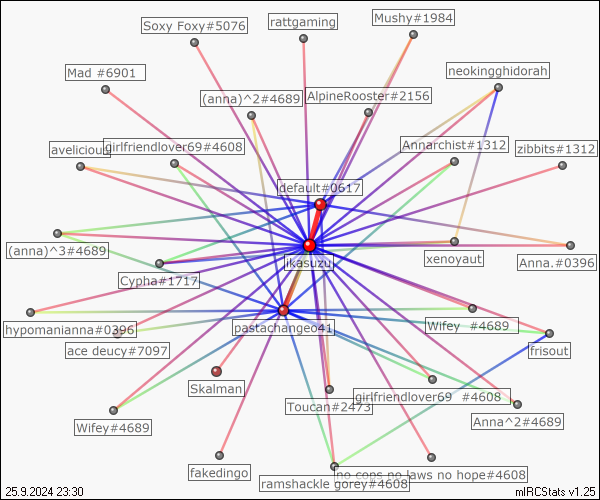 Soxy Foxy#5076
rattgaming
Mushy#1984
Mad #6901
neokingghidorah
(anna)^2#4689
AlpineRooster#2156
avelicious
girlfriendlover69#4608
Annarchist#1312
zibbits#1312
default#0617
(anna)^3#4689
ikasuzu
xenoyaut
Anna.#0396
Cypha#1717
hypomanianna#0396
pastachangeo41
Wifey #4689
ace deucy#7097
frisout
Skalman
Toucan#2473
girlfriendlover69 #4608
Wifey#4689
Anna^2#4689
fakedingo
no cops no laws no hope#4608
ramshackle gorey#4608
25.9.2024 23:30
mIRCStats v1.25